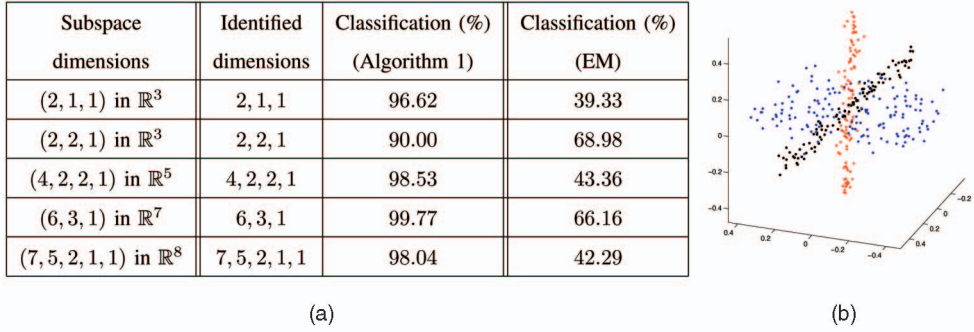 Subspace dimensions | Identified dimensions | Classification (%) (Algorithm 1) | Classification (%) (EM)
(2, 1, 1) in ℝ³ | 2, 1, 1 | 96.62 | 39.33
(2, 2, 1) in ℝ³ | 2, 2, 1 | 90.00 | 68.98
(4, 2, 2, 1) in ℝ⁵ | 4, 2, 2, 1 | 98.53 | 43.36
(6, 3, 1) in ℝ⁷ | 6, 3, 1 | 99.77 | 66.16
(7, 5, 2, 1, 1) in ℝ⁸ | 7, 5, 2, 1, 1 | 98.04 | 42.29
(a)
0.4
0.2
0
−0.2
−0.4
0.4 0.2 0 −0.2 −0.4
0.4
0.2
0
−0.2
(b)